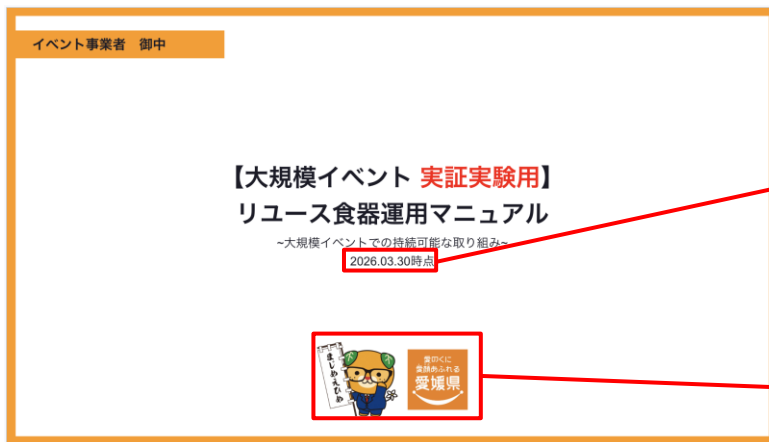 イベント事業者　御中
【大規模イベント 実証実験用】
リユース食器運用マニュアル
~大規模イベントでの持続可能な取り組み~
2026.03.30時点
まじめえひめ
愛のくに
愛顔あふれる
愛媛県